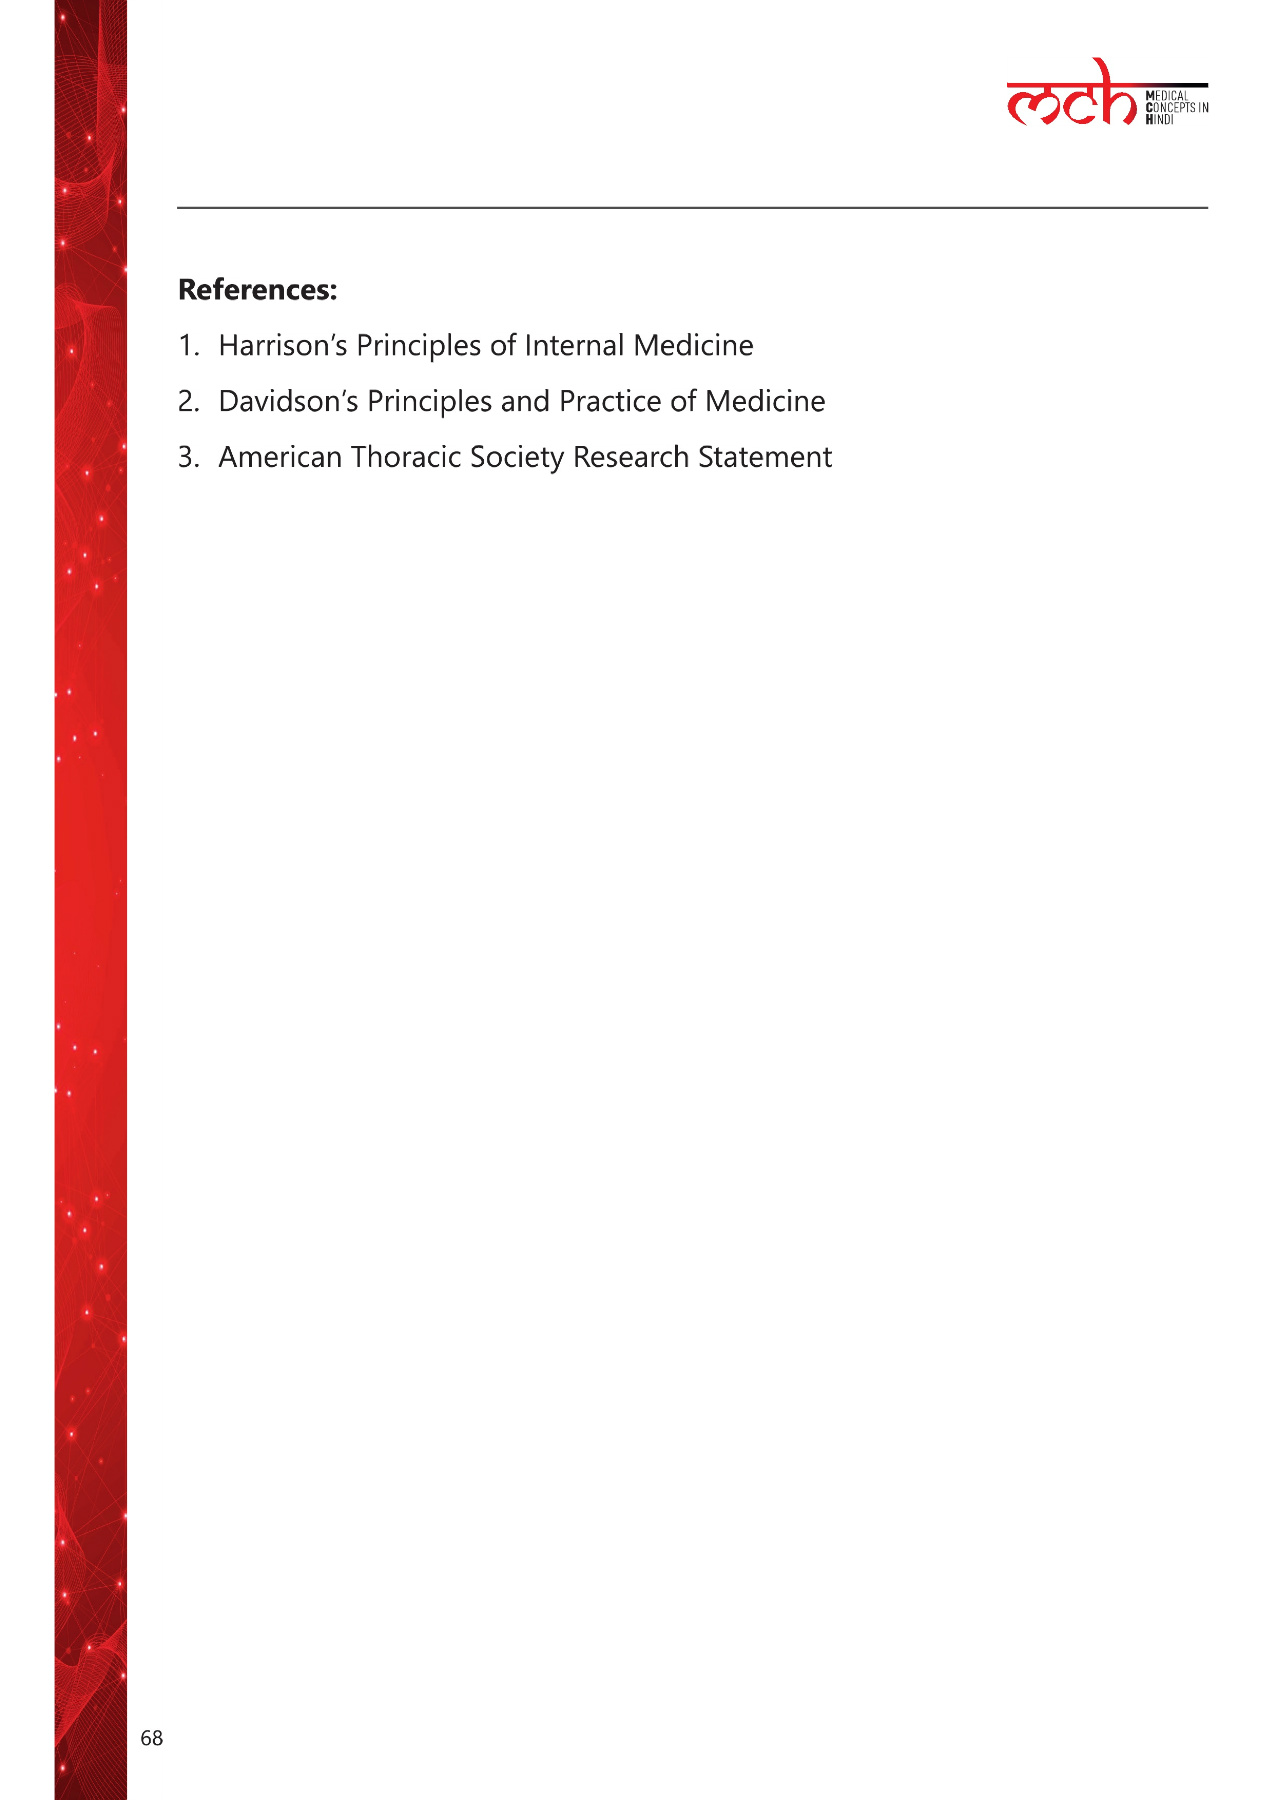 mch
MEDICAL
CONCEPTS IN
HINDI
References:
1. Harrison’s Principles of Internal Medicine
2. Davidson’s Principles and Practice of Medicine
3. American Thoracic Society Research Statement
68